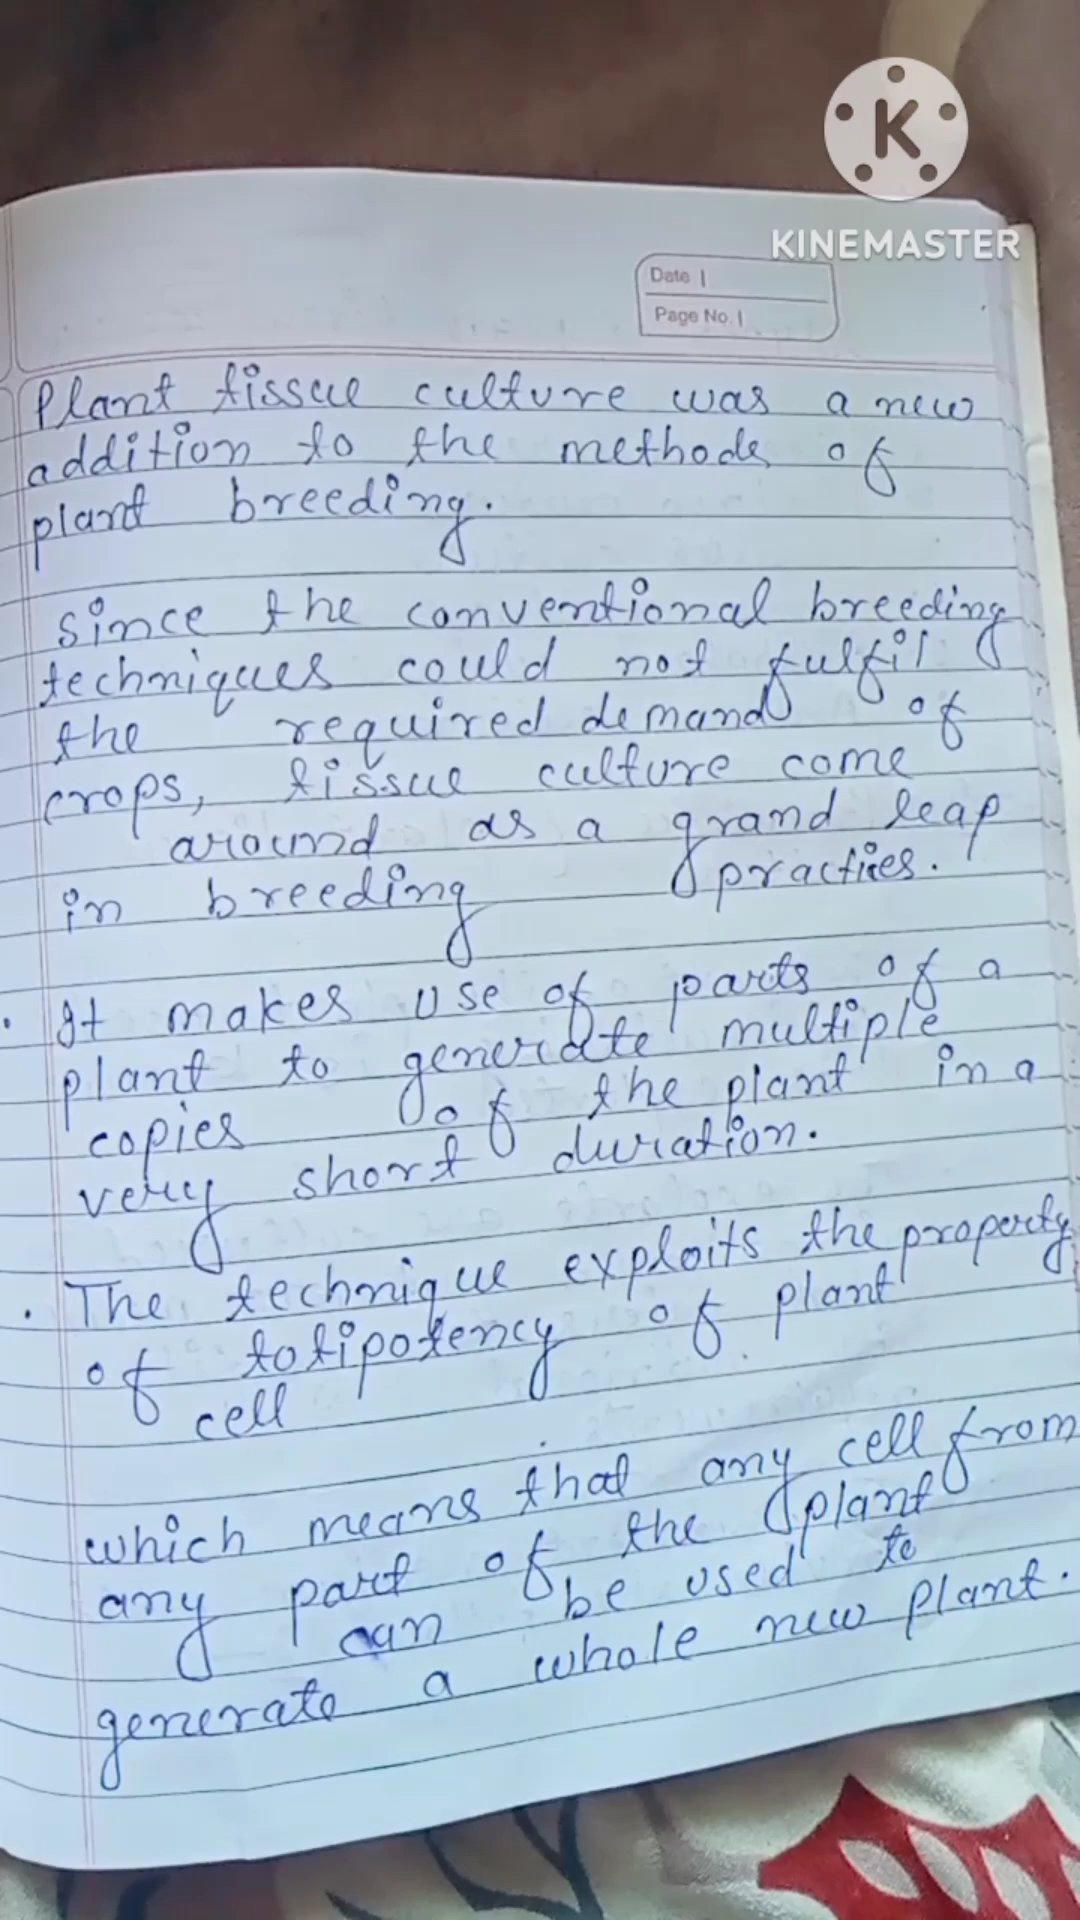 KINEMASTER
Date
Page No.
Plant tissue culture was a new
addition to the methods of
plant breeding.
since the conventional breeding
techniques could not fulfil
the required demand of
crops, tissue culture come
around as a grand leap
in breeding practices.
. It makes use of parts of a
plant to generate multiple
copies of the plant in a
very short duration.
. The technique exploits the property
of totipotency of plant
cell
which means that any cell from
any part of the plant
can be used to
generate a whole new plant.